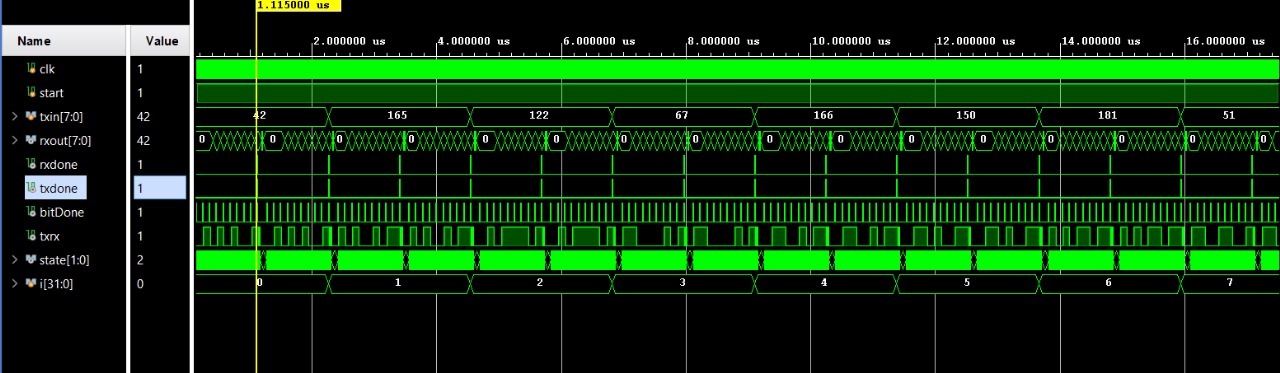 1.115000 us
Name Value
2.000000 us 4.000000 us 6.000000 us 8.000000 us 10.000000 us 12.000000 us 14.000000 us 16.000000 us
clk 1
start 1
txin[7:0] 42 42 165 122 67 166 150 181 51
rxout[7:0] 42 0 0 0 0 0 0 0 0 0 0 0 0 0 0 0 0
rxdone 1
txdone 1
bitDone 1
txrx 1
state[1:0] 2
i[31:0] 0 0 1 2 3 4 5 6 7